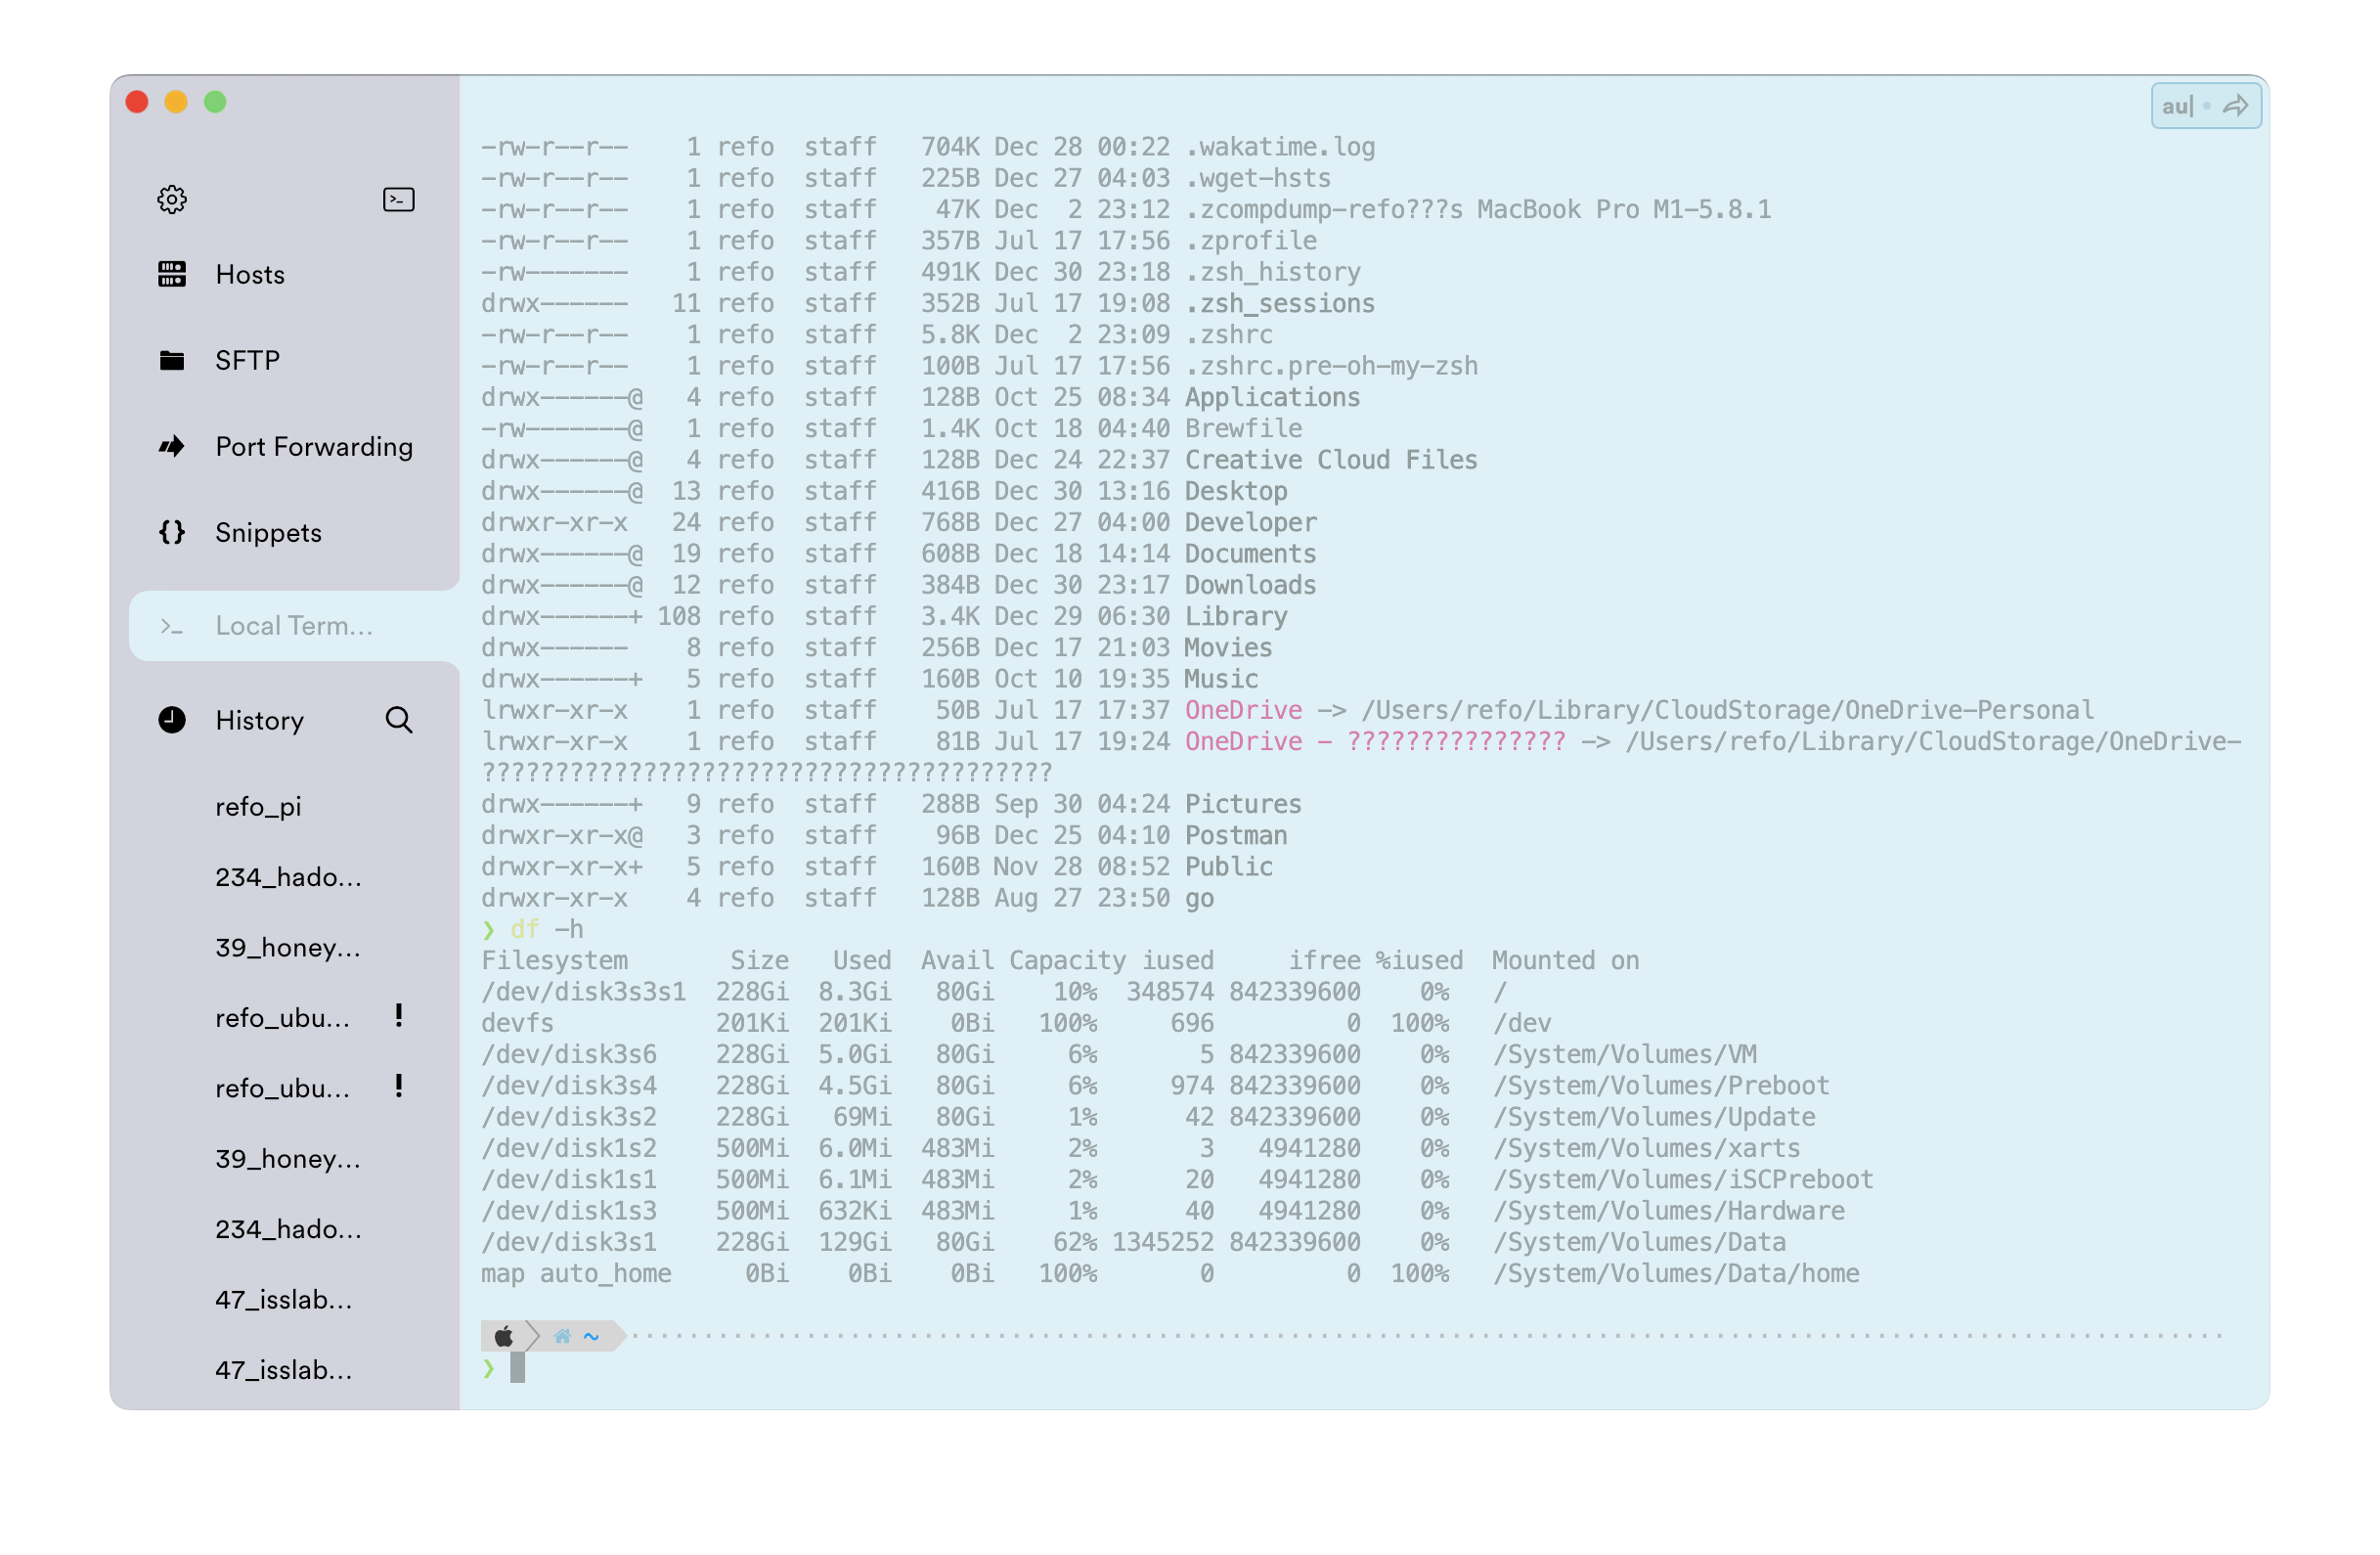 au
Hosts
SFTP
Port Forwarding
Snippets
Local Term...
History
refo_pi
234_hado...
39_honey...
refo_ubu... !
refo_ubu... !
39_honey...
234_hado...
47_isslab...
47_isslab...
-rw-r--r-- 1 refo staff 704K Dec 28 00:22 .wakatime.log
-rw-r--r-- 1 refo staff 225B Dec 27 04:03 .wget-hsts
-rw-r--r-- 1 refo staff 47K Dec 2 23:12 .zcompdump-refo???s MacBook Pro M1-5.8.1
-rw-r--r-- 1 refo staff 357B Jul 17 17:56 .zprofile
-rw------- 1 refo staff 491K Dec 30 23:18 .zsh_history
drwx------ 11 refo staff 352B Jul 17 19:08 .zsh_sessions
-rw-r--r-- 1 refo staff 5.8K Dec 2 23:09 .zshrc
-rw-r--r-- 1 refo staff 100B Jul 17 17:56 .zshrc.pre-oh-my-zsh
drwx------@ 4 refo staff 128B Oct 25 08:34 Applications
-rw-------@ 1 refo staff 1.4K Oct 18 04:40 Brewfile
drwx------@ 4 refo staff 128B Dec 24 22:37 Creative Cloud Files
drwx------@ 13 refo staff 416B Dec 30 13:16 Desktop
drwxr-xr-x 24 refo staff 768B Dec 27 04:00 Developer
drwx------@ 19 refo staff 608B Dec 18 14:14 Documents
drwx------@ 12 refo staff 384B Dec 30 23:17 Downloads
drwx------+ 108 refo staff 3.4K Dec 29 06:30 Library
drwx------ 8 refo staff 256B Dec 17 21:03 Movies
drwx------+ 5 refo staff 160B Oct 10 19:35 Music
lrwxr-xr-x 1 refo staff 50B Jul 17 17:37 OneDrive -> /Users/refo/Library/CloudStorage/OneDrive-Personal
lrwxr-xr-x 1 refo staff 81B Jul 17 19:24 OneDrive - ??????????????? -> /Users/refo/Library/CloudStorage/OneDrive-
???????????????????????????????????????
drwx------+ 9 refo staff 288B Sep 30 04:24 Pictures
drwxr-xr-x@ 3 refo staff 96B Dec 25 04:10 Postman
drwxr-xr-x+ 5 refo staff 160B Nov 28 08:52 Public
drwxr-xr-x 4 refo staff 128B Aug 27 23:50 go
❯ df -h
Filesystem Size Used Avail Capacity iused ifree %iused Mounted on
/dev/disk3s3s1 228Gi 8.3Gi 80Gi 10% 348574 842339600 0% /
devfs 201Ki 201Ki 0Bi 100% 696 0 100% /dev
/dev/disk3s6 228Gi 5.0Gi 80Gi 6% 5 842339600 0% /System/Volumes/VM
/dev/disk3s4 228Gi 4.5Gi 80Gi 6% 974 842339600 0% /System/Volumes/Preboot
/dev/disk3s2 228Gi 69Mi 80Gi 1% 42 842339600 0% /System/Volumes/Update
/dev/disk1s2 500Mi 6.0Mi 483Mi 2% 3 4941280 0% /System/Volumes/xarts
/dev/disk1s1 500Mi 6.1Mi 483Mi 2% 20 4941280 0% /System/Volumes/iSCPreboot
/dev/disk1s3 500Mi 632Ki 483Mi 1% 40 4941280 0% /System/Volumes/Hardware
/dev/disk3s1 228Gi 129Gi 80Gi 62% 1345252 842339600 0% /System/Volumes/Data
map auto_home 0Bi 0Bi 0Bi 100% 0 0 100% /System/Volumes/Data/home
~
❯